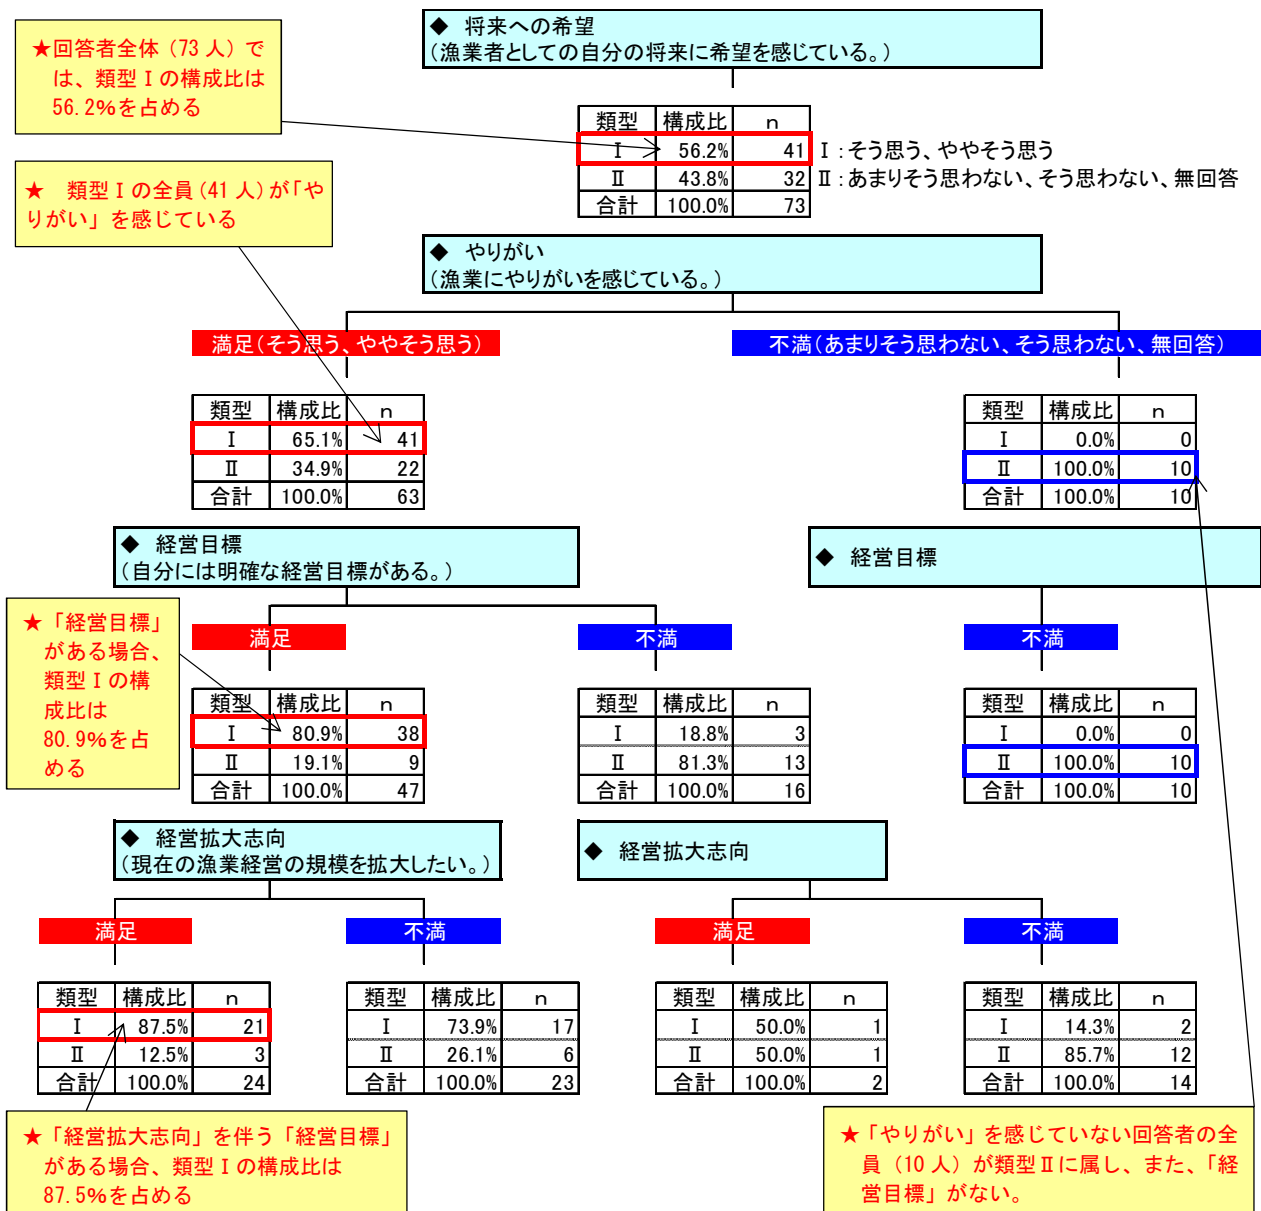 ★回答者全体（73 人）で
は、類型Ⅰの構成比は
56.2％を占める
◆ 将来への希望
（漁業者としての自分の将来に希望を感じている。）
類型 構成比 n
Ⅰ 56.2% 41
Ⅱ 43.8% 32
合計 100.0% 73
Ⅰ：そう思う、ややそう思う
Ⅱ：あまりそう思わない、そう思わない、無回答
★ 類型Ⅰの全員（41 人）が「や
りがい」を感じている
◆ やりがい
（漁業にやりがいを感じている。）
満足（そう思う、ややそう思う）
不満（あまりそう思わない、そう思わない、無回答）
類型 構成比 n
Ⅰ 65.1% 41
Ⅱ 34.9% 22
合計 100.0% 63
類型 構成比 n
Ⅰ 0.0% 0
Ⅱ 100.0% 10
合計 100.0% 10
◆ 経営目標
（自分には明確な経営目標がある。）
◆ 経営目標
★「経営目標」
がある場合、
類型Ⅰの構
成比は
80.9％を占
める
満足
不満
不満
類型 構成比 n
Ⅰ 80.9% 38
Ⅱ 19.1% 9
合計 100.0% 47
類型 構成比 n
Ⅰ 18.8% 3
Ⅱ 81.3% 13
合計 100.0% 16
類型 構成比 n
Ⅰ 0.0% 0
Ⅱ 100.0% 10
合計 100.0% 10
◆ 経営拡大志向
（現在の漁業経営の規模を拡大したい。）
◆ 経営拡大志向
満足
不満
満足
不満
類型 構成比 n
Ⅰ 87.5% 21
Ⅱ 12.5% 3
合計 100.0% 24
類型 構成比 n
Ⅰ 73.9% 17
Ⅱ 26.1% 6
合計 100.0% 23
類型 構成比 n
Ⅰ 50.0% 1
Ⅱ 50.0% 1
合計 100.0% 2
類型 構成比 n
Ⅰ 14.3% 2
Ⅱ 85.7% 12
合計 100.0% 14
★「経営拡大志向」を伴う「経営目標」
がある場合、類型Ⅰの構成比は
87.5％を占める
★「やりがい」を感じていない回答者の全
員（10 人）が類型Ⅱに属し、また、「経
営目標」がない。